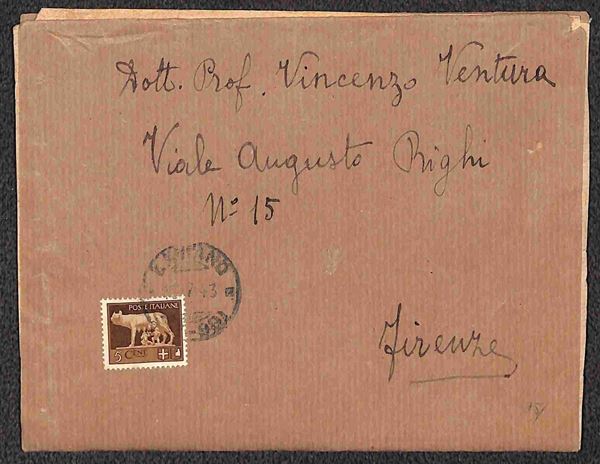 Dott. Prof. Vincenzo Ventura
Viale Augusto Righi
N° 15
POSTE ITALIANE
5 CENT
Firenze